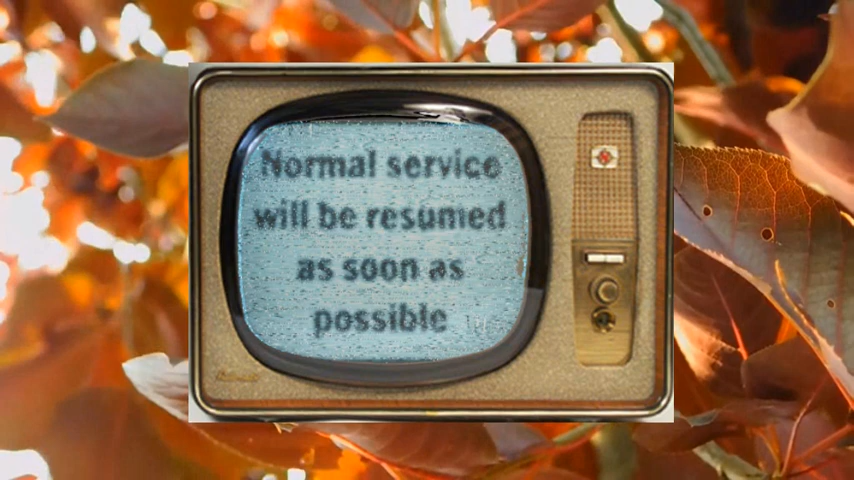 Normal service
will be resumed
as soon as
possible